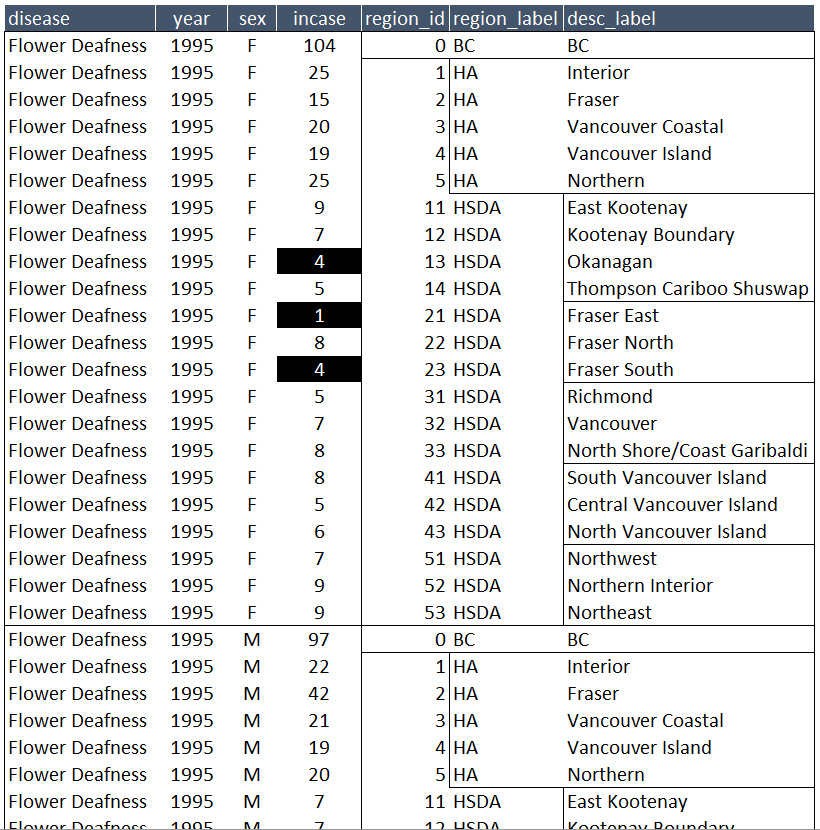 disease year sex incase region_id region_label desc_label
Flower Deafness 1995 F 104 0 BC BC
Flower Deafness 1995 F 25 1 HA Interior
Flower Deafness 1995 F 15 2 HA Fraser
Flower Deafness 1995 F 20 3 HA Vancouver Coastal
Flower Deafness 1995 F 19 4 HA Vancouver Island
Flower Deafness 1995 F 25 5 HA Northern
Flower Deafness 1995 F 9 11 HSDA East Kootenay
Flower Deafness 1995 F 7 12 HSDA Kootenay Boundary
Flower Deafness 1995 F 4 13 HSDA Okanagan
Flower Deafness 1995 F 5 14 HSDA Thompson Cariboo Shuswap
Flower Deafness 1995 F 1 21 HSDA Fraser East
Flower Deafness 1995 F 8 22 HSDA Fraser North
Flower Deafness 1995 F 4 23 HSDA Fraser South
Flower Deafness 1995 F 5 31 HSDA Richmond
Flower Deafness 1995 F 7 32 HSDA Vancouver
Flower Deafness 1995 F 8 33 HSDA North Shore/Coast Garibaldi
Flower Deafness 1995 F 8 41 HSDA South Vancouver Island
Flower Deafness 1995 F 5 42 HSDA Central Vancouver Island
Flower Deafness 1995 F 6 43 HSDA North Vancouver Island
Flower Deafness 1995 F 7 51 HSDA Northwest
Flower Deafness 1995 F 9 52 HSDA Northern Interior
Flower Deafness 1995 F 9 53 HSDA Northeast
Flower Deafness 1995 M 97 0 BC BC
Flower Deafness 1995 M 22 1 HA Interior
Flower Deafness 1995 M 42 2 HA Fraser
Flower Deafness 1995 M 21 3 HA Vancouver Coastal
Flower Deafness 1995 M 19 4 HA Vancouver Island
Flower Deafness 1995 M 20 5 HA Northern
Flower Deafness 1995 M 7 11 HSDA East Kootenay
Flower Deafness 1995 M 7 12 HSDA Kootenay Boundary